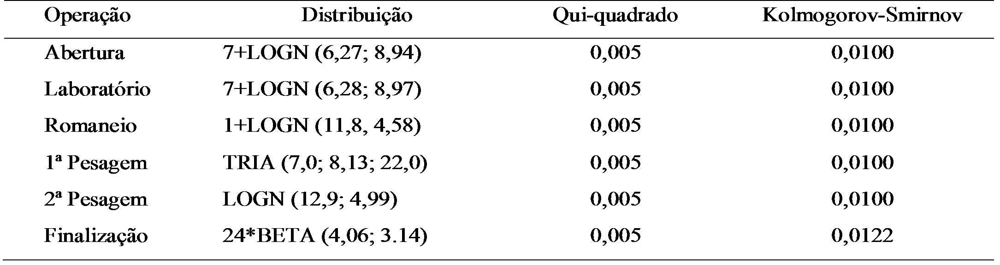 Operação Distribuição Qui-quadrado Kolmogorov-Smirnov
Abertura 7+LOGN (6,27; 8,94) 0,005 0,0100
Laboratório 7+LOGN (6,28; 8,97) 0,005 0,0100
Romaneio 1+LOGN (11,8, 4,58) 0,005 0,0100
1ª Pesagem TRIA (7,0; 8,13; 22,0) 0,005 0,0100
2ª Pesagem LOGN (12,9; 4,99) 0,005 0,0100
Finalização 24*BETA (4,06; 3.14) 0,005 0,0122